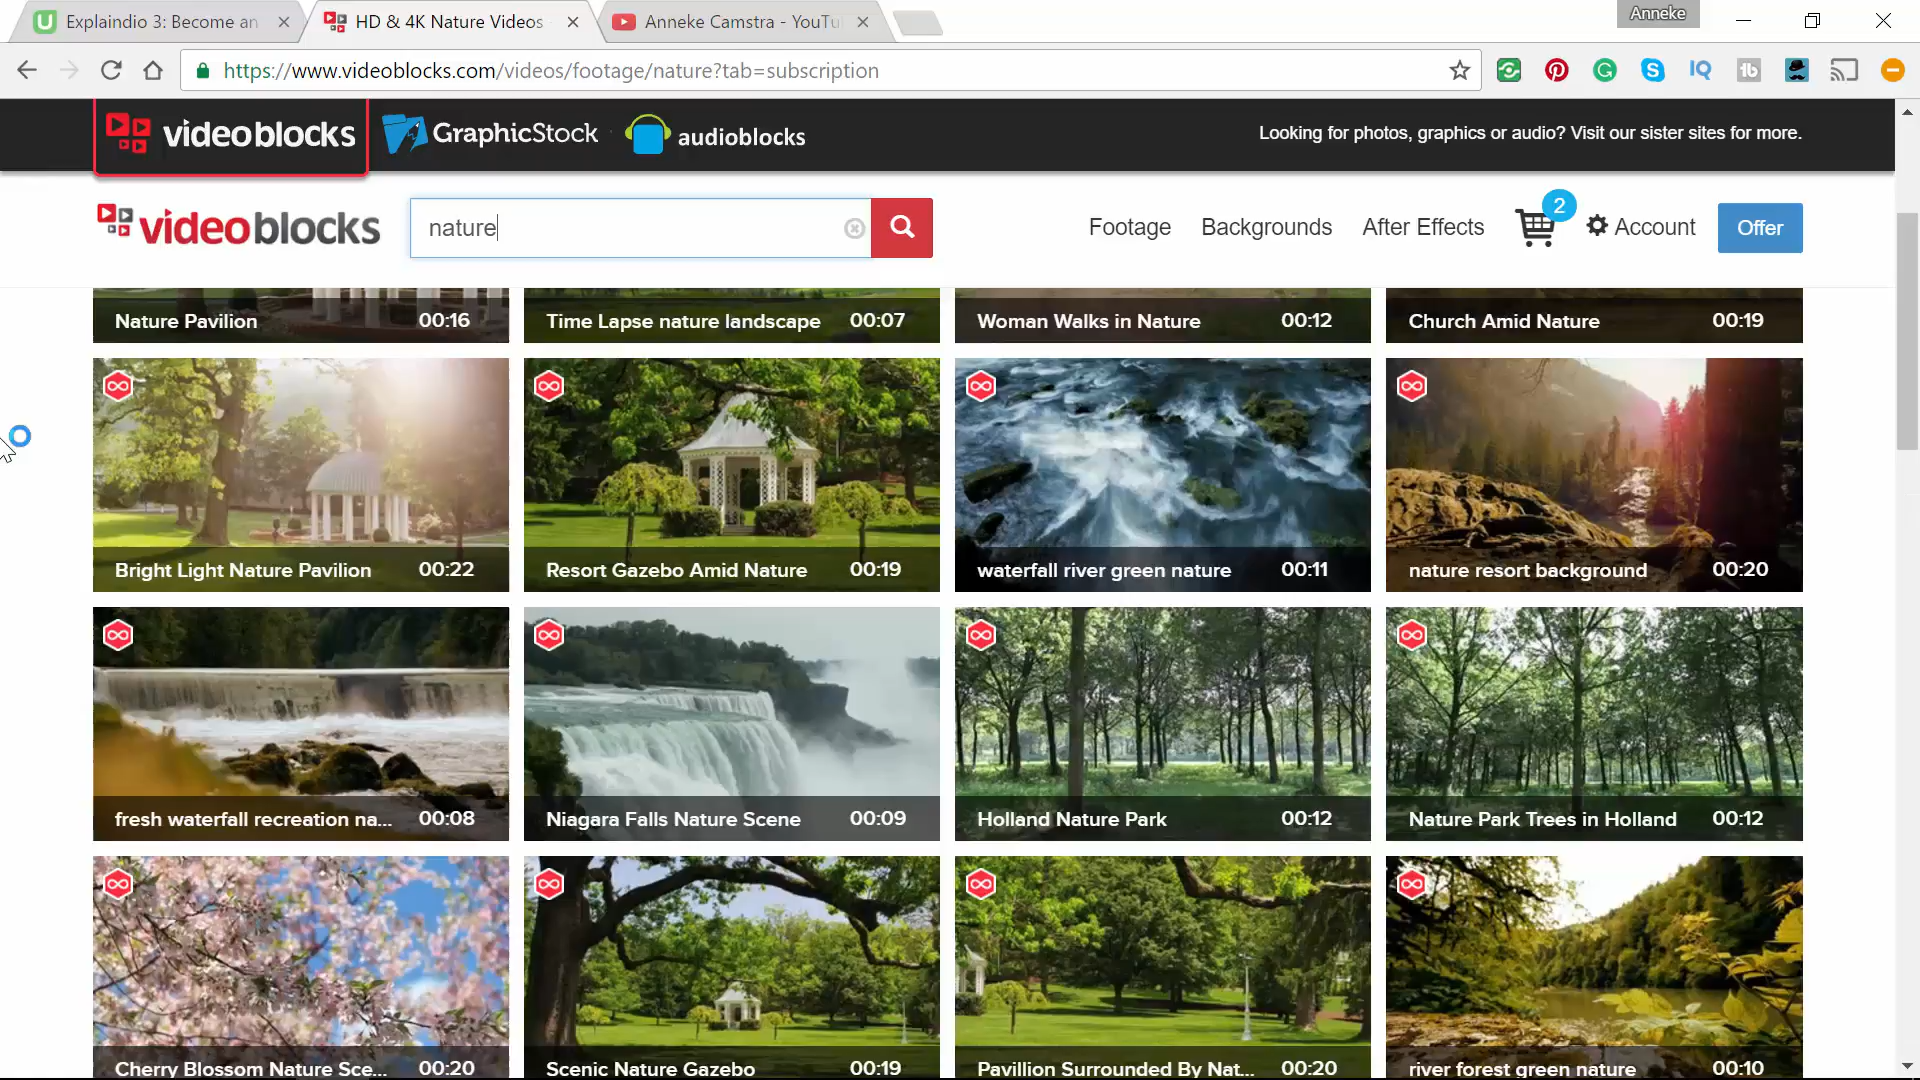 Explaindio 3: Become an
HD & 4K Nature Videos
Anneke Camstra - YouTu
Anneke
https://www.videoblocks.com/videos/footage/nature?tab=subscription
videoblocks
GraphicStock
audioblocks
Looking for photos, graphics or audio? Visit our sister sites for more.
videoblocks
nature
Footage
Backgrounds
After Effects
2
Account
Offer
Nature Pavilion 00:16
Time Lapse nature landscape 00:07
Woman Walks in Nature 00:12
Church Amid Nature 00:19
Bright Light Nature Pavilion 00:22
Resort Gazebo Amid Nature 00:19
waterfall river green nature 00:11
nature resort background 00:20
fresh waterfall recreation na... 00:08
Niagara Falls Nature Scene 00:09
Holland Nature Park 00:12
Nature Park Trees in Holland 00:12
Cherry Blossom Nature Sce... 00:20
Scenic Nature Gazebo 00:19
Pavillion Surrounded By Nat... 00:20
river forest green nature 00:10